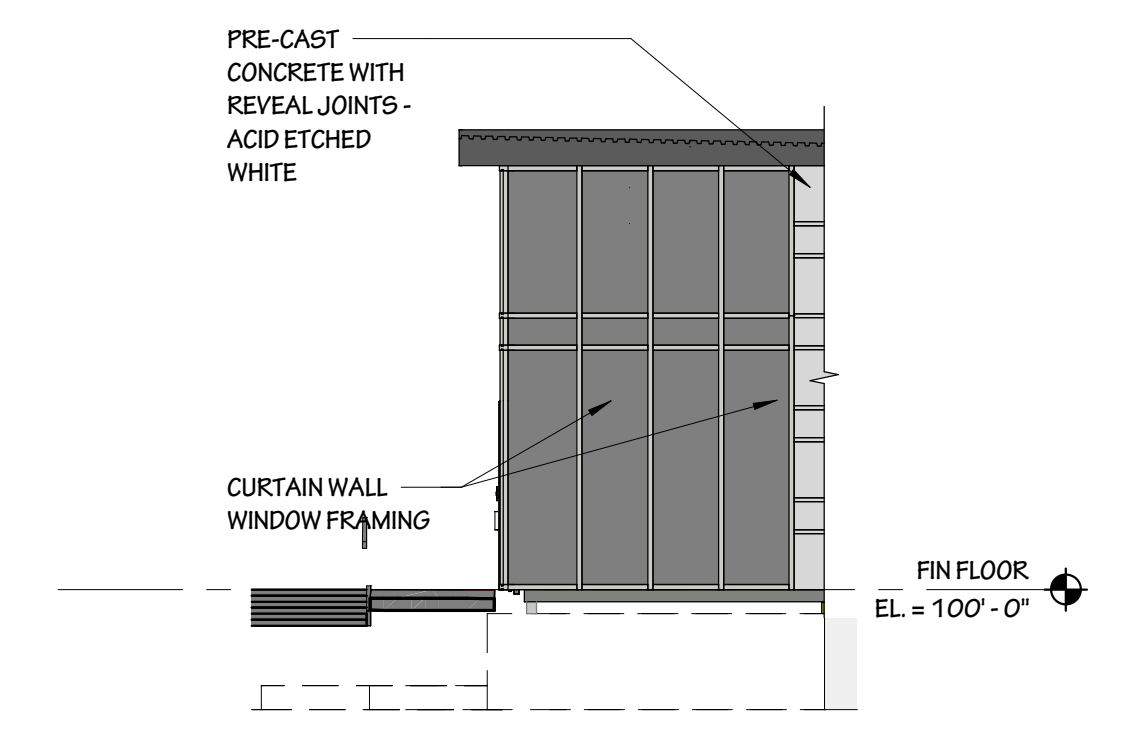 PRE-CAST
CONCRETE WITH
REVEAL JOINTS -
ACID ETCHED
WHITE
CURTAIN WALL
WINDOW FRAMING
FIN FLOOR
EL. = 100' - 0"